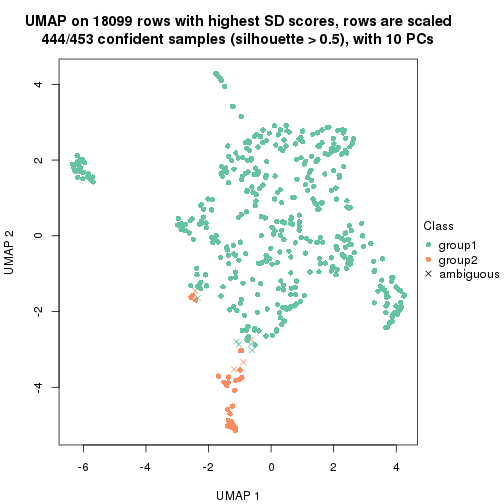 UMAP on 18099 rows with highest SD scores, rows are scaled
444/453 confident samples (silhouette > 0.5), with 10 PCs
4
2
0
-2
-4
UMAP 2
-6
-4
-2
0
2
4
UMAP 1
Class
group1
group2
ambiguous